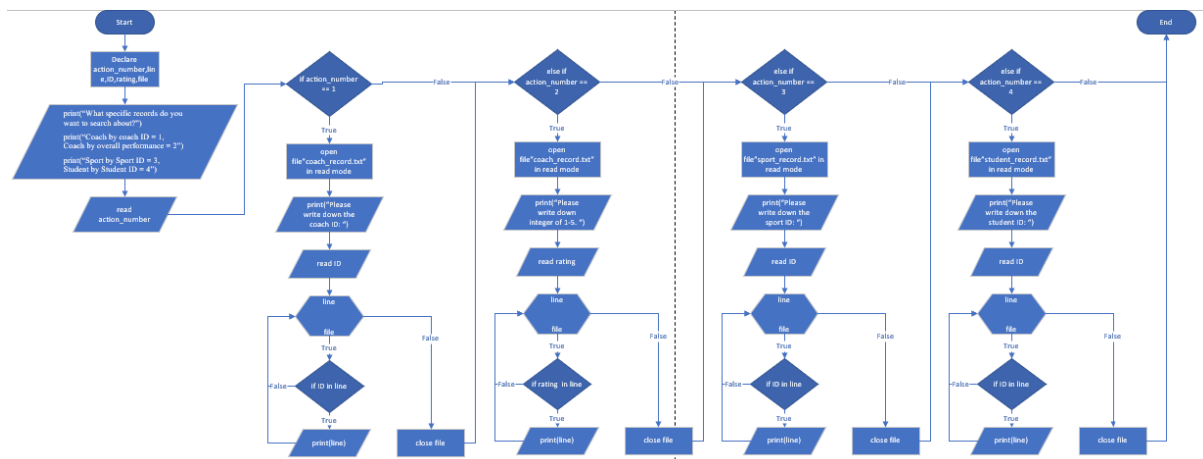 Start
Declare
action_number,lin
e,ID,rating,file
print("What specific records do you
want to search about?")
print("Coach by coach ID = 1,
Coach by overall performance = 2")
print("Sport by Sport ID = 3,
Student by Student ID = 4")
read
action_number
if action_number
== 1
False
True
open
file"coach_record.txt"
in read mode
print("Please
write down the
coach ID: ")
read ID
line
file
False
True
if ID in line
False
True
print(line)
close file
else if
action_number ==
2
False
True
open
file"coach_record.txt"
in read mode
print("Please
write down
integer of 1-5. ")
read rating
line
file
False
True
if rating in line
False
True
print(line)
close file
else if
action_number ==
3
False
True
open
file"sport_record.txt" in
read mode
print("Please
write down the
sport ID: ")
read ID
line
file
False
True
if ID in line
False
True
print(line)
close file
else if
action_number ==
4
False
True
open
file"student_record.txt"
in read mode
print("Please
write down the
student ID: ")
read ID
line
file
False
True
if ID in line
False
True
print(line)
close file
End